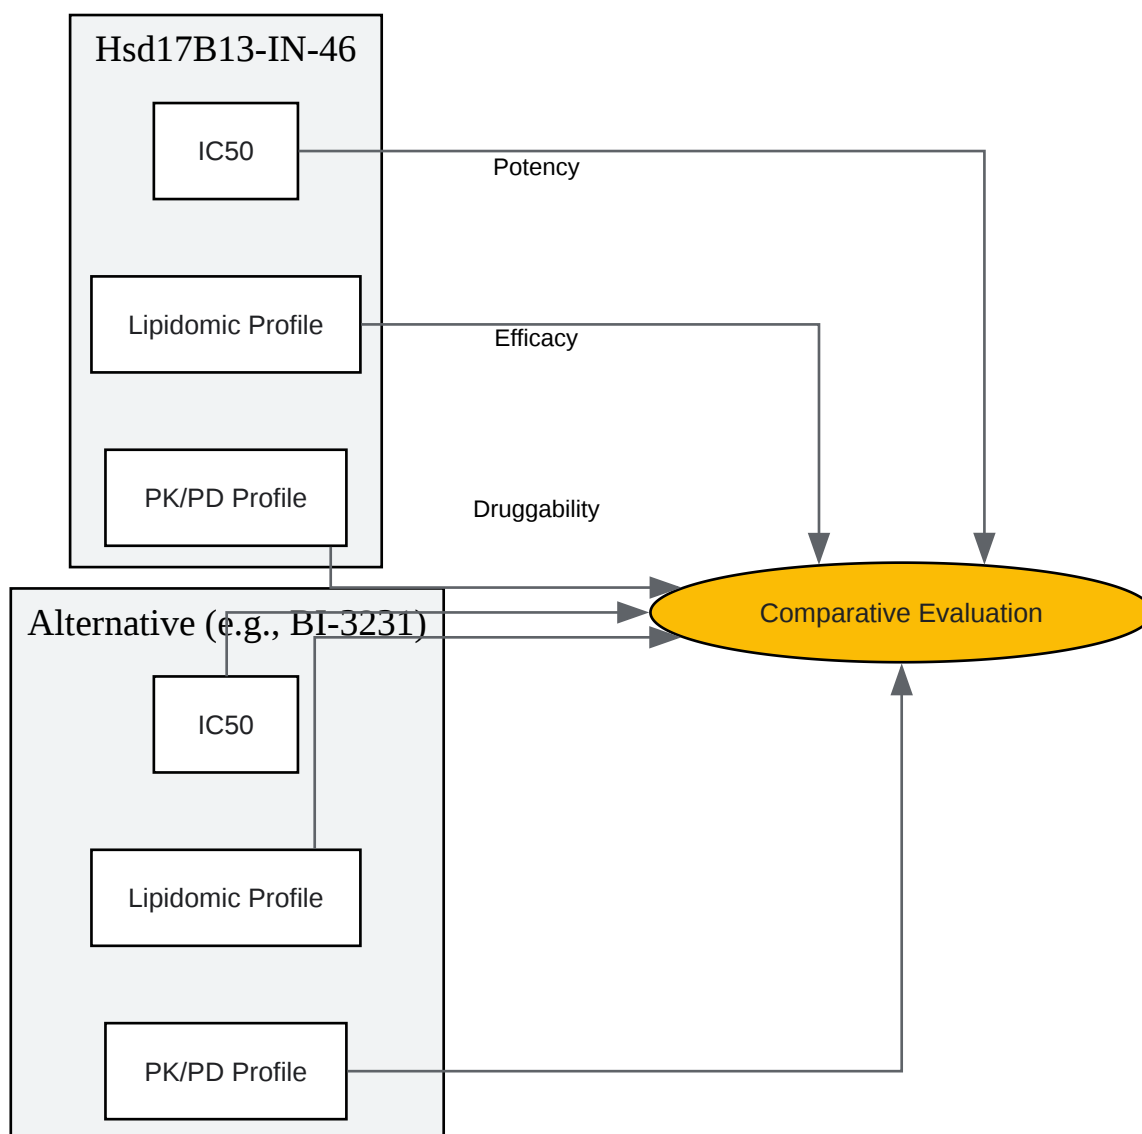 Hsd17B13-IN-46
IC50
Potency
Lipidomic Profile
Efficacy
PK/PD Profile
Druggability
Comparative Evaluation
Alternative (e.g., BI-3231)
IC50
Lipidomic Profile
PK/PD Profile